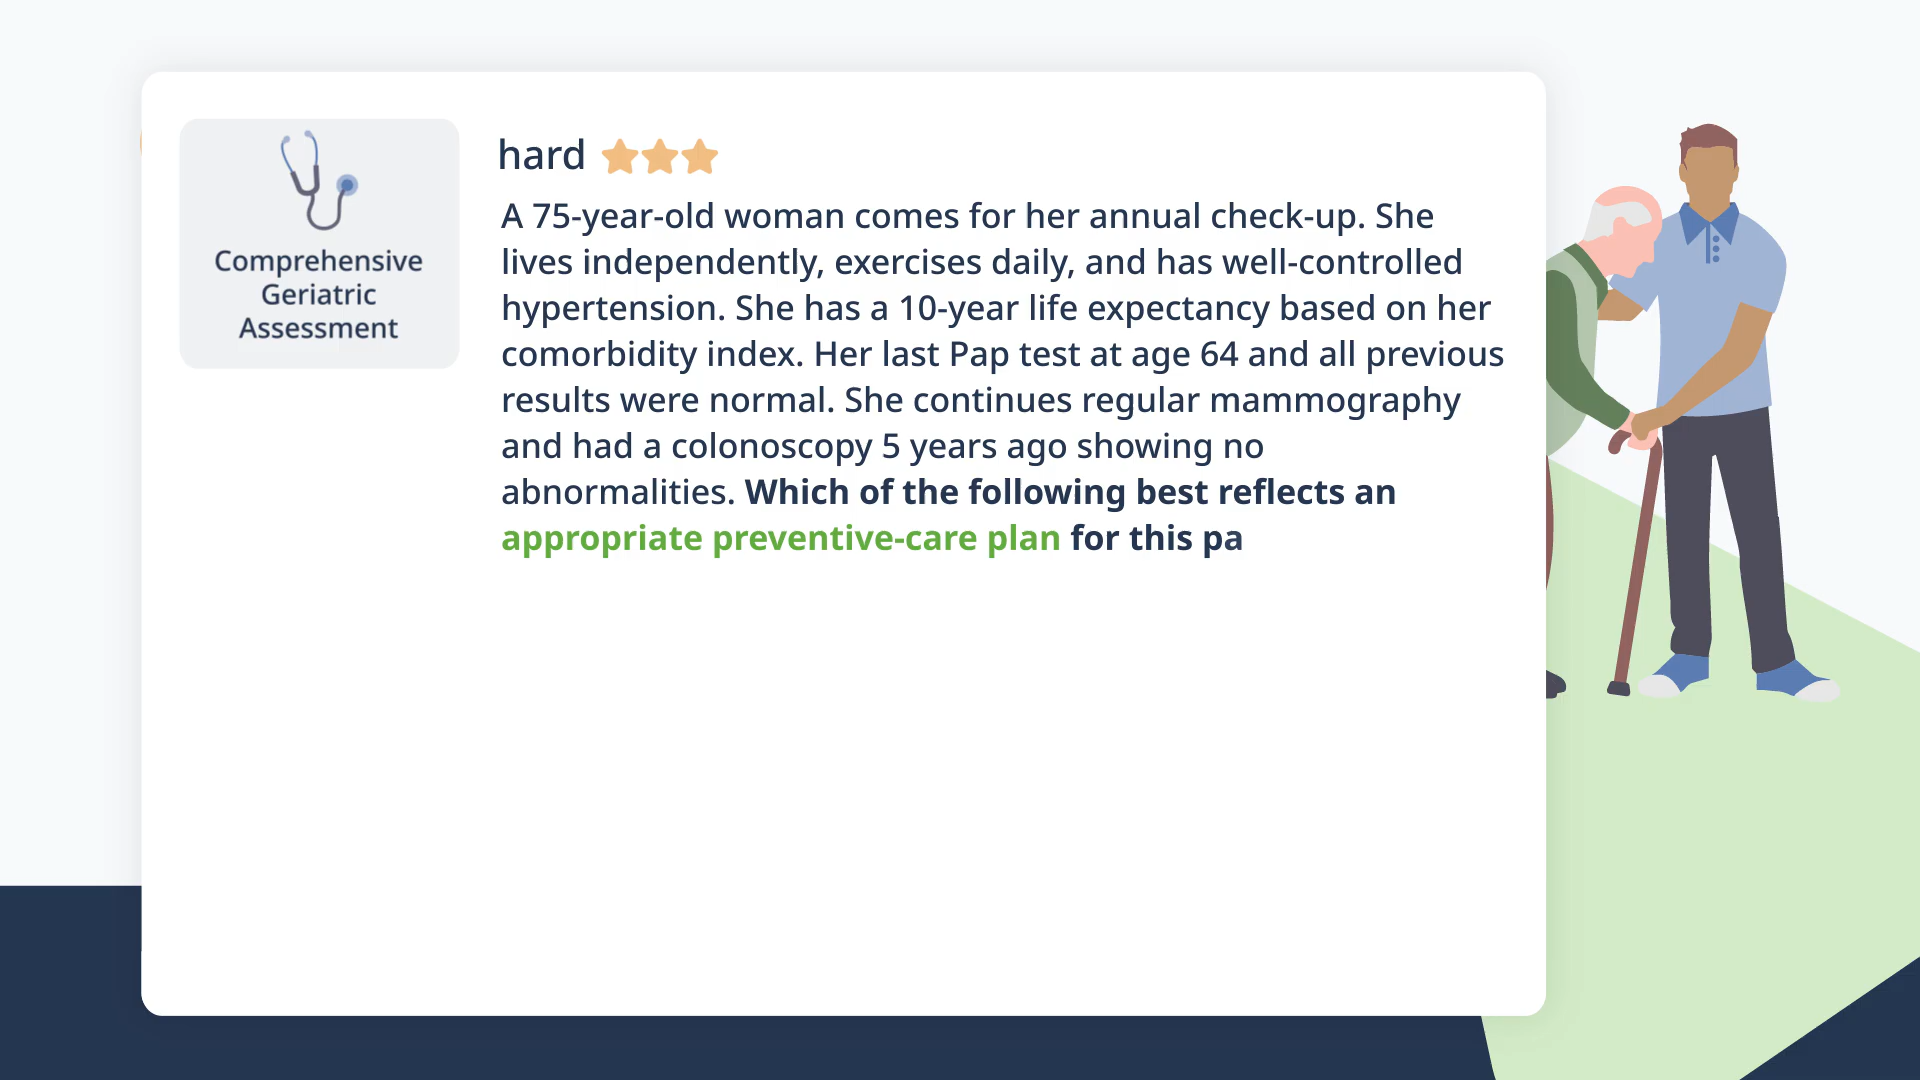 Comprehensive
Geriatric
Assessment
hard
A 75-year-old woman comes for her annual check-up. She
lives independently, exercises daily, and has well-controlled
hypertension. She has a 10-year life expectancy based on her
comorbidity index. Her last Pap test at age 64 and all previous
results were normal. She continues regular mammography
and had a colonoscopy 5 years ago showing no
abnormalities. Which of the following best reflects an
appropriate preventive-care plan for this pa